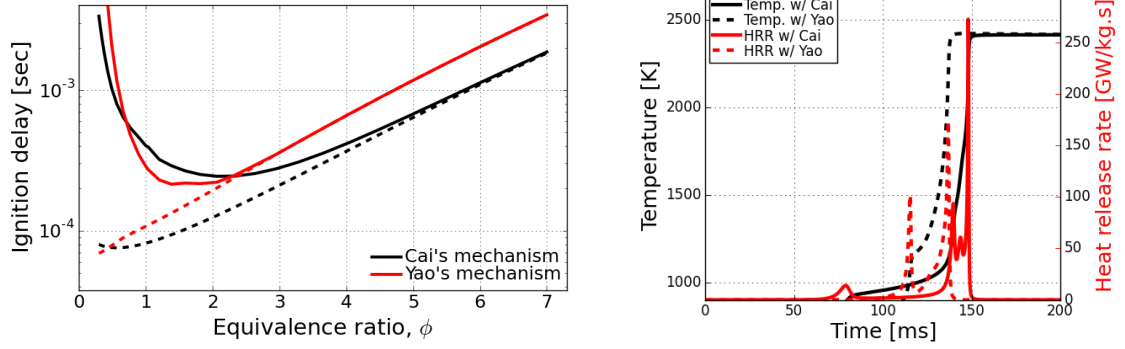 Ignition delay [sec]
10⁻³
10⁻⁴
Cai's mechanism
Yao's mechanism
0 1 2 3 4 5 6 7
Equivalence ratio, ϕ
Temp. w/ Cai
Temp. w/ Yao
HRR w/ Cai
HRR w/ Yao
Temperature [K]
2500
2000
1500
1000
250
200
150
100
50
0
Heat release rate [GW/kg.s]
0 50 100 150 200
Time [ms]